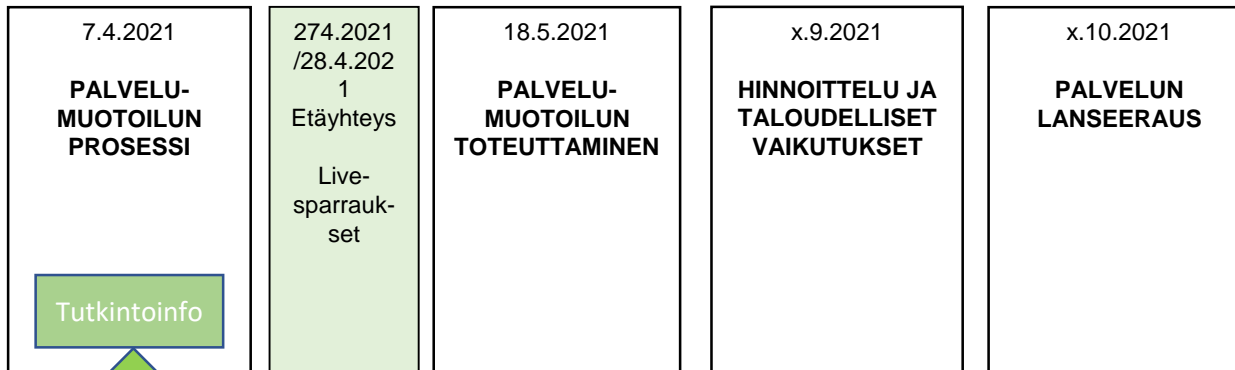 7.4.2021
PALVELU-
MUOTOILUN
PROSESSI
Tutkintoinfo
274.2021
/28.4.202
1
Etäyhteys
Live-
sparrauk-
set
18.5.2021
PALVELU-
MUOTOILUN
TOTEUTTAMINEN
x.9.2021
HINNOITTELU JA
TALOUDELLISET
VAIKUTUKSET
x.10.2021
PALVELUN
LANSEERAUS